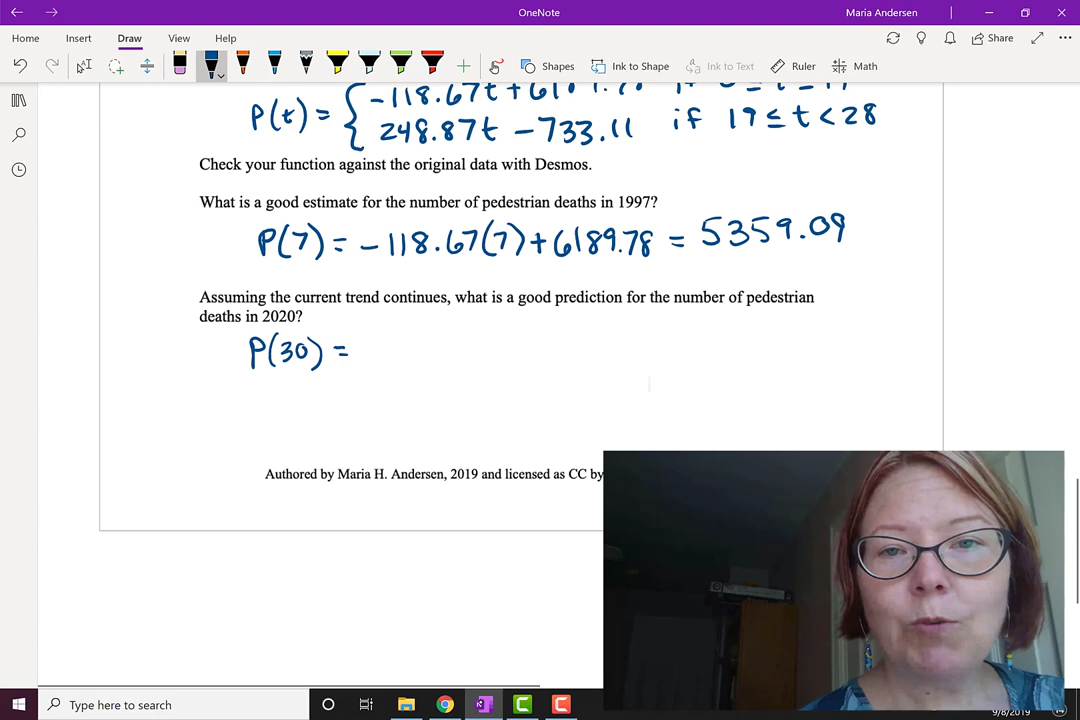 OneNote
Maria Andersen
Home Insert Draw View Help
Share
Shapes Ink to Shape Ink to Text Ruler Math
P(t) = { -118.67t +
248.87t - 733.11 if 19 ≤ t < 28
Check your function against the original data with Desmos.
What is a good estimate for the number of pedestrian deaths in 1997?
P(7) = -118.67(7) + 6189.78 = 5359.09
Assuming the current trend continues, what is a good prediction for the number of pedestrian
deaths in 2020?
P(30) =
Authored by Maria H. Andersen, 2019 and licensed as CC by
Type here to search
9/8/2019